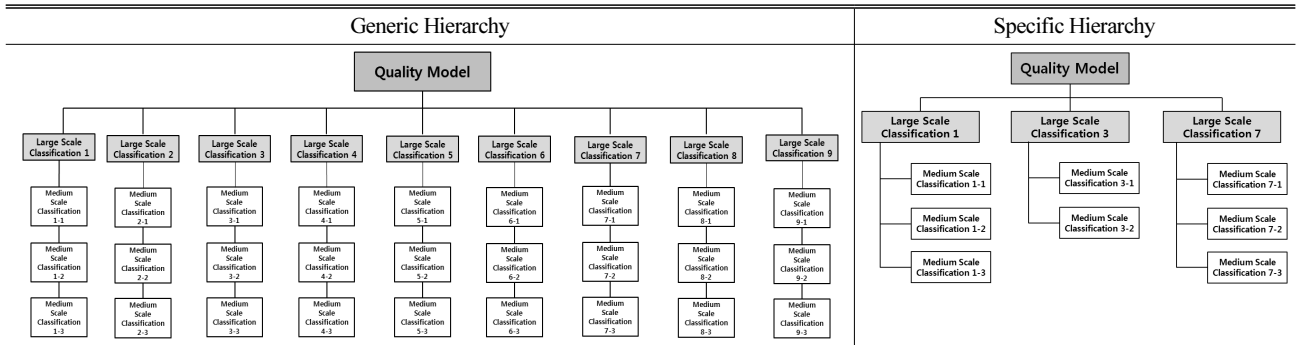 Generic Hierarchy
Quality Model
Large Scale
Classification 1
Large Scale
Classification 2
Large Scale
Classification 3
Large Scale
Classification 4
Large Scale
Classification 5
Large Scale
Classification 6
Large Scale
Classification 7
Large Scale
Classification 8
Large Scale
Classification 9
Medium
Scale
Classification
1-1
Medium
Scale
Classification
2-1
Medium
Scale
Classification
3-1
Medium
Scale
Classification
4-1
Medium
Scale
Classification
5-1
Medium
Scale
Classification
6-1
Medium
Scale
Classification
7-1
Medium
Scale
Classification
8-1
Medium
Scale
Classification
9-1
Medium
Scale
Classification
1-2
Medium
Scale
Classification
2-2
Medium
Scale
Classification
3-2
Medium
Scale
Classification
4-2
Medium
Scale
Classification
5-2
Medium
Scale
Classification
6-2
Medium
Scale
Classification
7-2
Medium
Scale
Classification
8-2
Medium
Scale
Classification
9-2
Medium
Scale
Classification
1-3
Medium
Scale
Classification
2-3
Medium
Scale
Classification
3-3
Medium
Scale
Classification
4-3
Medium
Scale
Classification
5-3
Medium
Scale
Classification
6-3
Medium
Scale
Classification
7-3
Medium
Scale
Classification
8-3
Medium
Scale
Classification
9-3
Specific Hierarchy
Quality Model
Large Scale
Classification 1
Large Scale
Classification 3
Large Scale
Classification 7
Medium Scale
Classification 1-1
Medium Scale
Classification 1-2
Medium Scale
Classification 1-3
Medium Scale
Classification 3-1
Medium Scale
Classification 3-2
Medium Scale
Classification 7-1
Medium Scale
Classification 7-2
Medium Scale
Classification 7-3